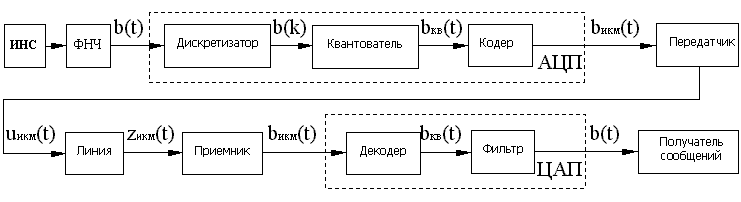 ИНС
ФНЧ
b(t)
Дискретизатор
b(k)
Квантователь
bкв(t)
Кодер
АЦП
bикм(t)
Передатчик
uикм(t)
Линия
zикм(t)
Приемник
bикм(t)
Декодер
bкв(t)
Фильтр
ЦАП
b(t)
Получатель
сообщений